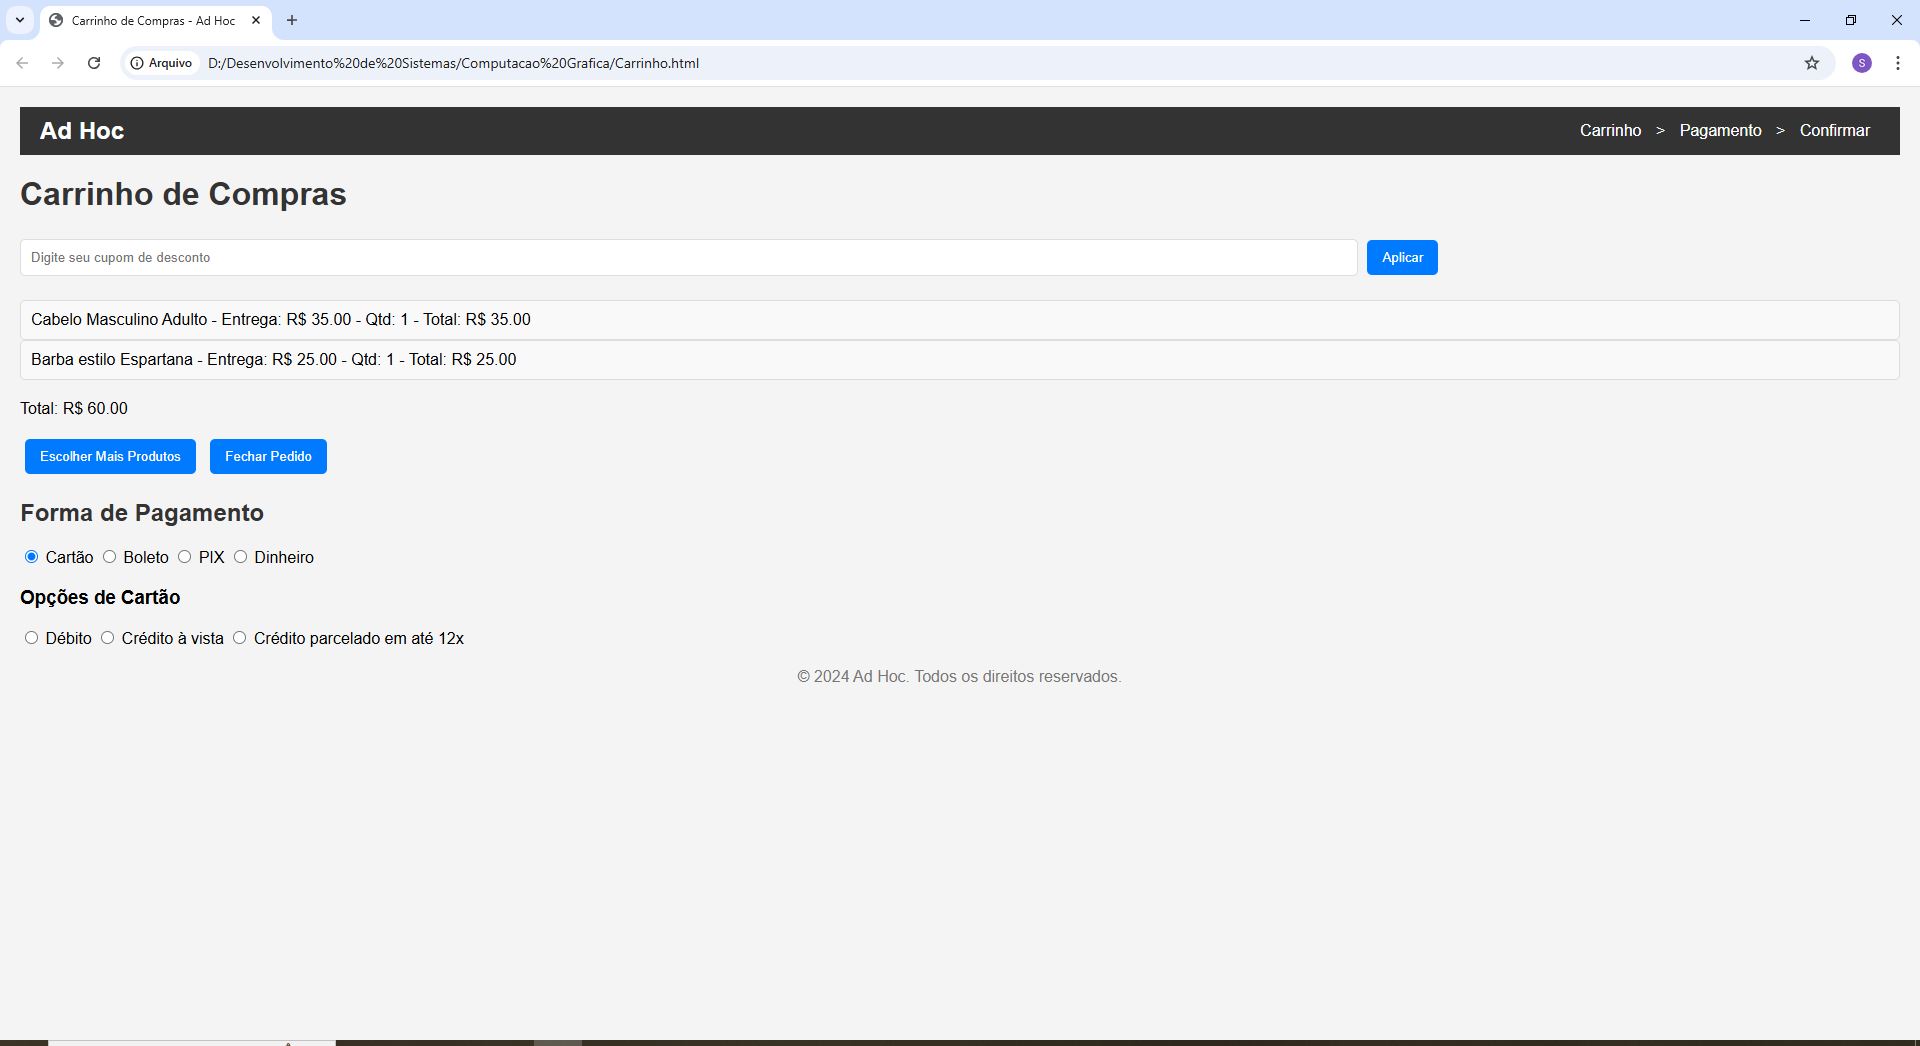 Carrinho de Compras - Ad Hoc
Arquivo D:/Desenvolvimento%20de%20Sistemas/Computacao%20Grafica/Carrinho.html
S
Ad Hoc
Carrinho > Pagamento > Confirmar
Carrinho de Compras
Digite seu cupom de desconto
Aplicar
Cabelo Masculino Adulto - Entrega: R$ 35.00 - Qtd: 1 - Total: R$ 35.00
Barba estilo Espartana - Entrega: R$ 25.00 - Qtd: 1 - Total: R$ 25.00
Total: R$ 60.00
Escolher Mais Produtos
Fechar Pedido
Forma de Pagamento
Cartão Boleto PIX Dinheiro
Opções de Cartão
Débito Crédito à vista Crédito parcelado em até 12x
© 2024 Ad Hoc. Todos os direitos reservados.